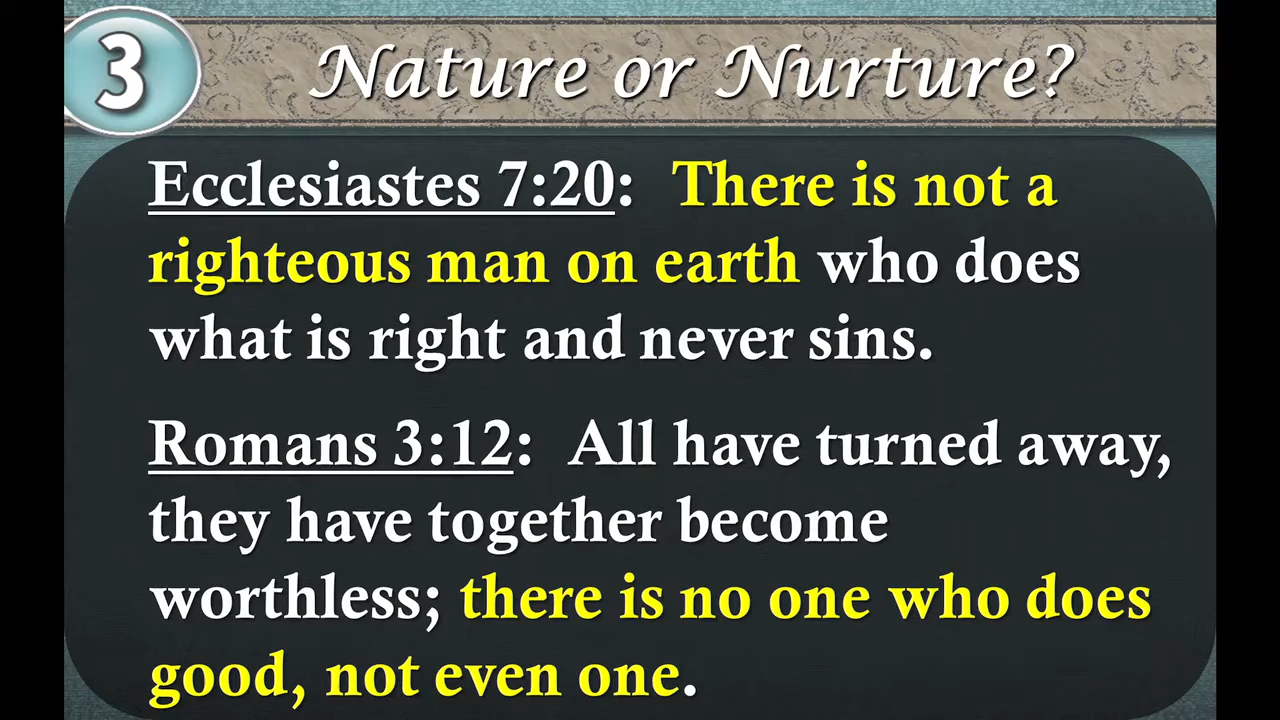 3
Nature or Nurture?
Ecclesiastes 7:20: There is not a
righteous man on earth who does
what is right and never sins.
Romans 3:12: All have turned away,
they have together become
worthless; there is no one who does
good, not even one.